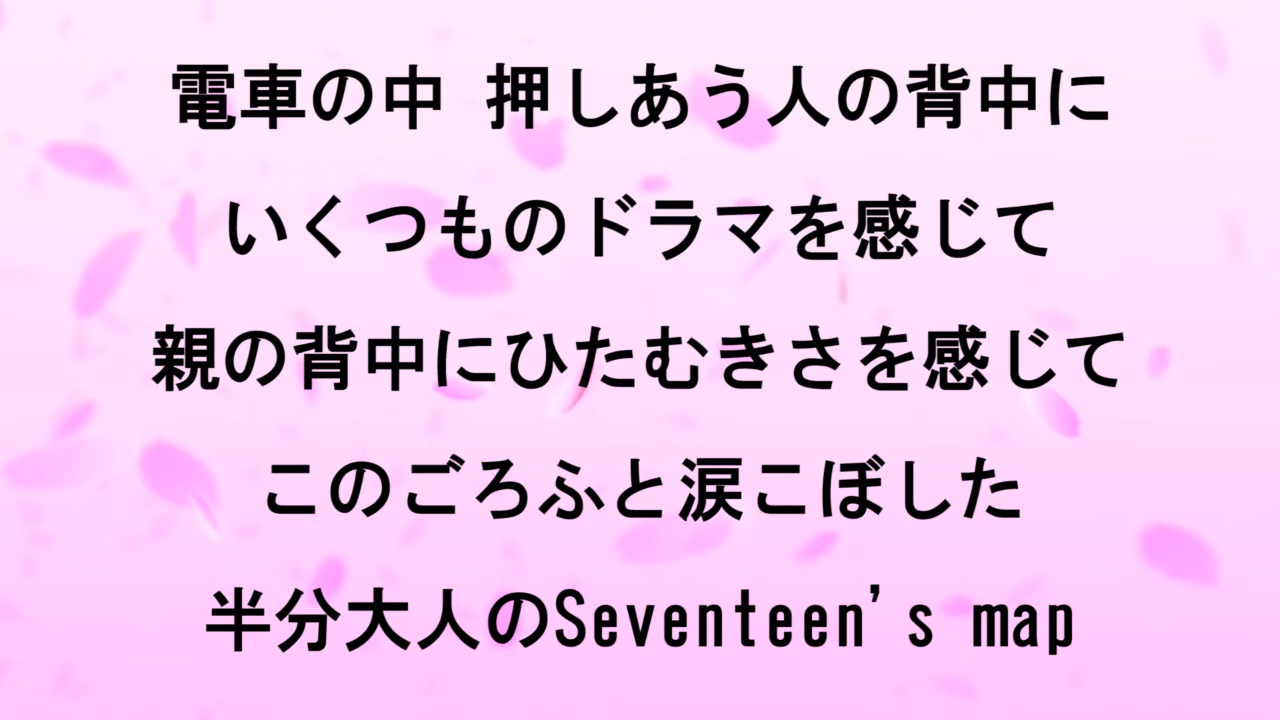 電車の中 押しあう人の背中に
いくつものドラマを感じて
親の背中にひたむきさを感じて
このごろふと涙こぼした
半分大人のSeventeen's map